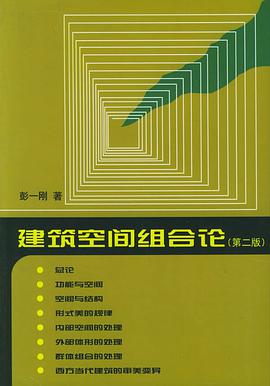 彭一刚 著
建筑空间组合论(第二版)
总论
功能与空间
空间与结构
形式美的规律
内部空间的处理
外部体形的处理
群体组合的处理
西方当代建筑的审美变异